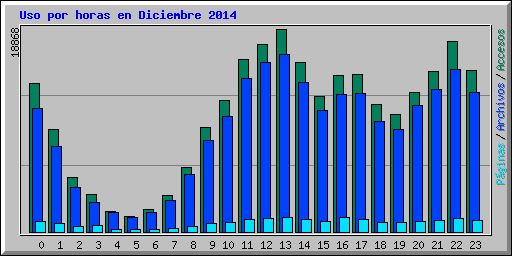 Uso por horas en Diciembre 2014
18868
Páginas / Archivos / Accesos
0 1 2 3 4 5 6 7 8 9 10 11 12 13 14 15 16 17 18 19 20 21 22 23